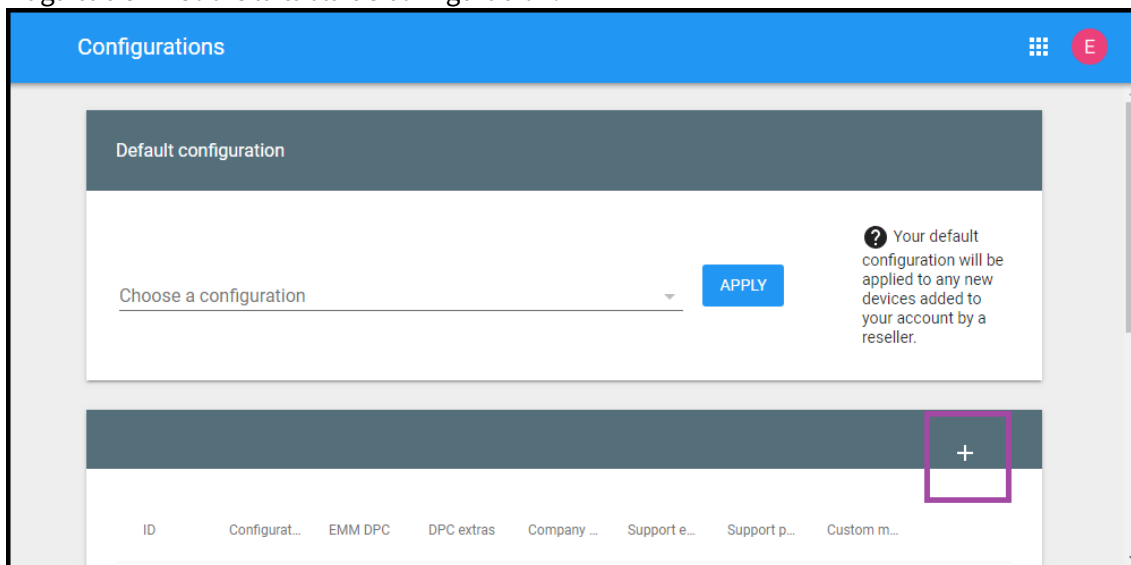 Configurations
E
Default configuration
Choose a configuration
APPLY
? Your default
configuration will be
applied to any new
devices added to
your account by a
reseller.
+
ID Configurat... EMM DPC DPC extras Company ... Support e... Support p... Custom m...